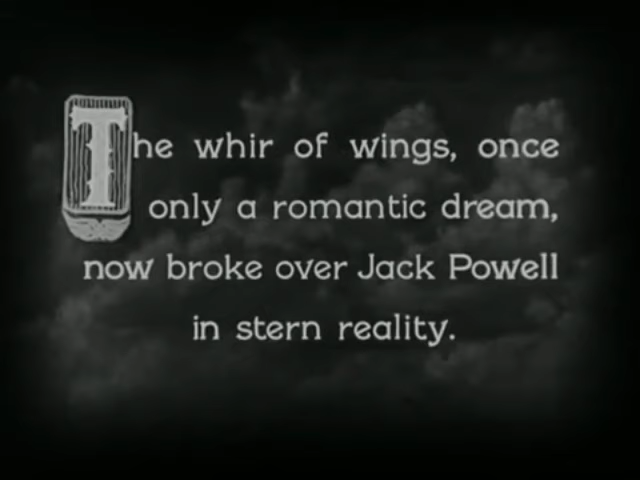 The whir of wings, once
only a romantic dream,
now broke over Jack Powell
in stern reality.